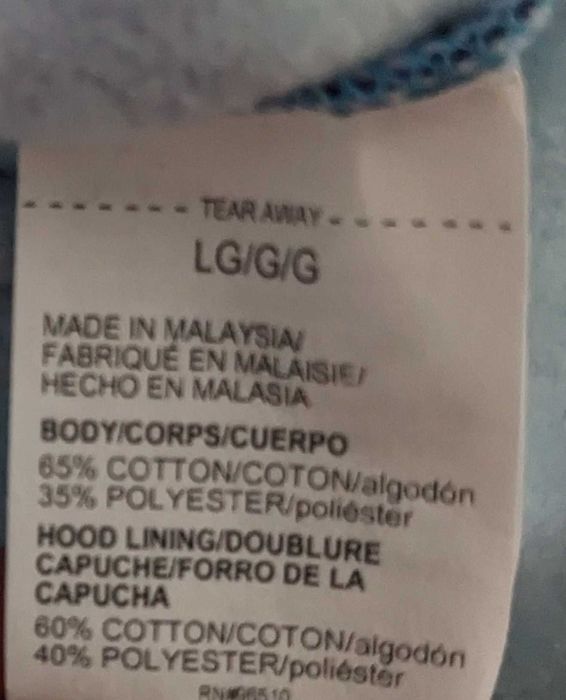 TEAR AWAY
LG/G/G
MADE IN MALAYSIA/
FABRIQUÉ EN MALAISIE/
HECHO EN MALASIA
BODY/CORPS/CUERPO
65% COTTON/COTON/algodón
35% POLYESTER/poliéster
HOOD LINING/DOUBLURE
CAPUCHE/FORRO DE LA
CAPUCHA
60% COTTON/COTON/algodón
40% POLYESTER/poliéster